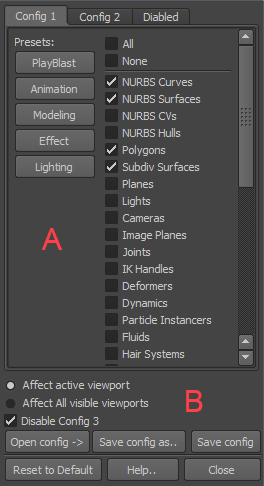 Config 1 Config 2 Diabled
Presets:
PlayBlast
Animation
Modeling
Effect
Lighting
A
All
None
NURBS Curves
NURBS Surfaces
NURBS CVs
NURBS Hulls
Polygons
Subdiv Surfaces
Planes
Lights
Cameras
Image Planes
Joints
IK Handles
Deformers
Dynamics
Particle Instancers
Fluids
Hair Systems
Affect active viewport
Affect All visible viewports
B
Disable Config 3
Open config -> Save config as.. Save config
Reset to Default Help.. Close